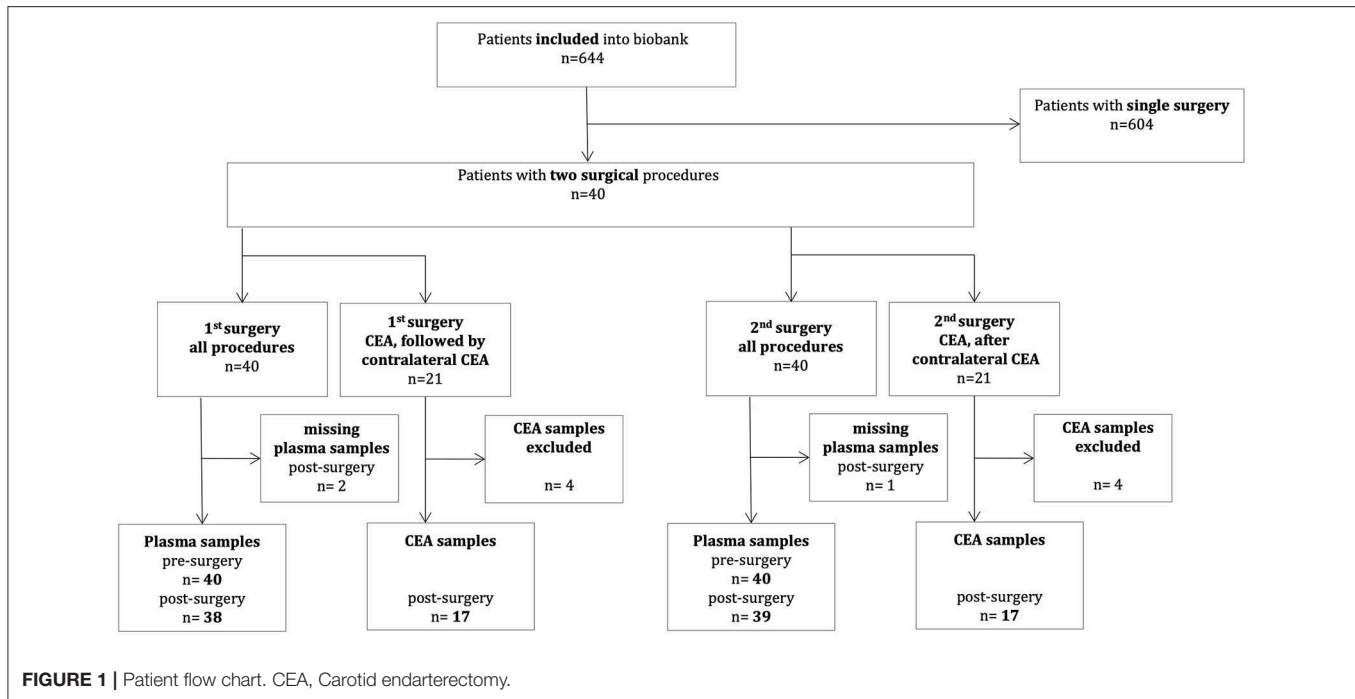 Patients included into biobank
n=644
Patients with single surgery
n=604
Patients with two surgical procedures
n=40
1st surgery
all procedures
n=40
1st surgery
CEA, followed by
contralateral CEA
n=21
2nd surgery
all procedures
n=40
2nd surgery
CEA, after
contralateral CEA
n=21
missing
plasma samples
post-surgery
n= 2
CEA samples
excluded
n= 4
missing
plasma samples
post-surgery
n= 1
CEA samples
excluded
n= 4
Plasma samples
pre-surgery
n= 40
post-surgery
n= 38
CEA samples
post-surgery
n= 17
Plasma samples
pre-surgery
n= 40
post-surgery
n= 39
CEA samples
post-surgery
n= 17
FIGURE 1 | Patient flow chart. CEA, Carotid endarterectomy.